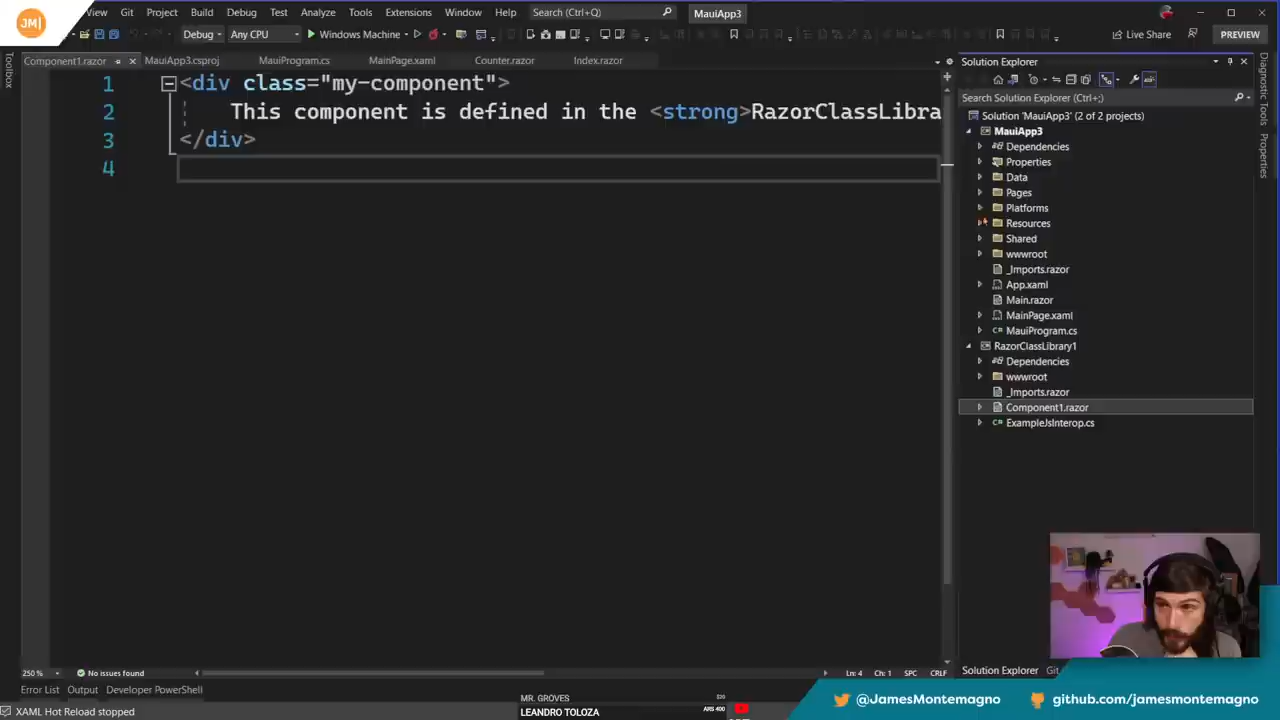 JM|
View Git Project Build Debug Test Analyze Tools Extensions Window Help Search (Ctrl+Q) MauiApp3
Debug Any CPU Windows Machine Live Share PREVIEW
Toolbox
Component1.razor MauiApp3.csproj MauiProgram.cs MainPage.xaml Counter.razor Index.razor
1 <div class="my-component">
2 This component is defined in the <strong>RazorClassLibra
3 </div>
4
Solution Explorer
Search Solution Explorer (Ctrl+;)
Solution 'MauiApp3' (2 of 2 projects)
MauiApp3
Dependencies
Properties
Data
Pages
Platforms
Resources
Shared
wwwroot
_Imports.razor
App.xaml
Main.razor
MainPage.xaml
MauiProgram.cs
RazorClassLibrary1
Dependencies
wwwroot
_Imports.razor
Component1.razor
ExampleJsInterop.cs
Diagnostic Tools
Properties
250 % No issues found Ln: 4 Ch: 1 SPC CRLF
Solution Explorer Git
Error List Output Developer PowerShell
XAML Hot Reload stopped
MR. GROVES $20
LEANDRO TOLOZA ARS 400
@JamesMontemagno github.com/jamesmontemagno